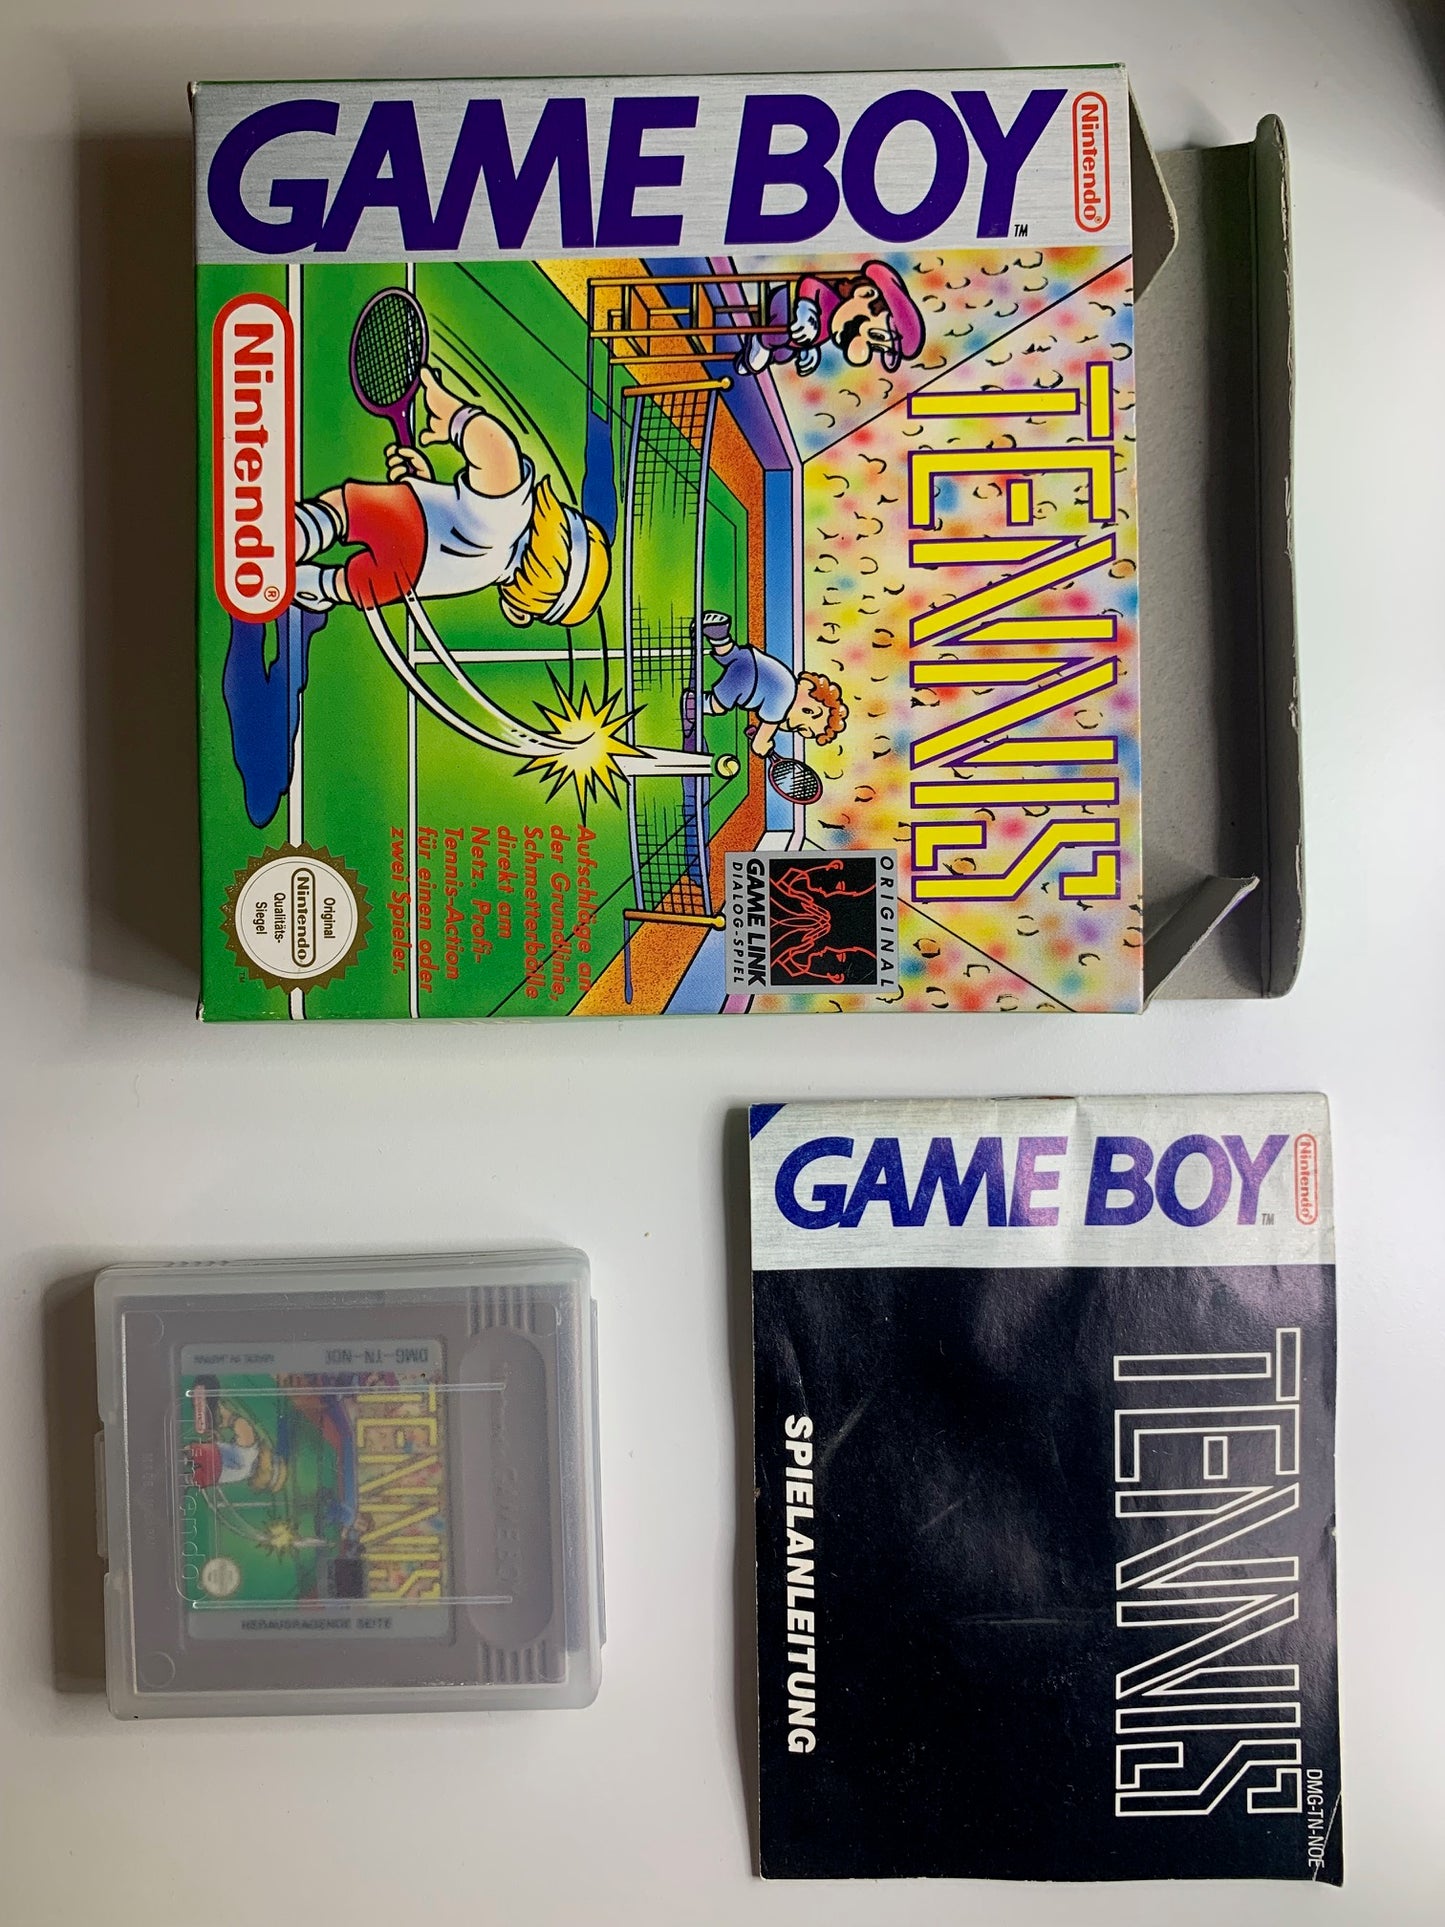 GAME BOY
TM
Nintendo®
TENNIS
Nintendo®
ORIGINAL
GAME LINK
DIALOG-SPIEL
Aufschläge an
der Grundlinie,
Schmetterbälle
direkt am
Netz. Profi-
Tennis-Action
für einen oder
zwei Spieler.
Original
Nintendo
Qualitäts-
Siegel
TM
GAME BOY
TM
Nintendo®
TENNIS
SPIELANLEITUNG
DMG-TN-NOE
DMG-TN-NOE
MADE IN JAPAN
TENNIS
Nintendo
HERAUSRAGENDE SEITE